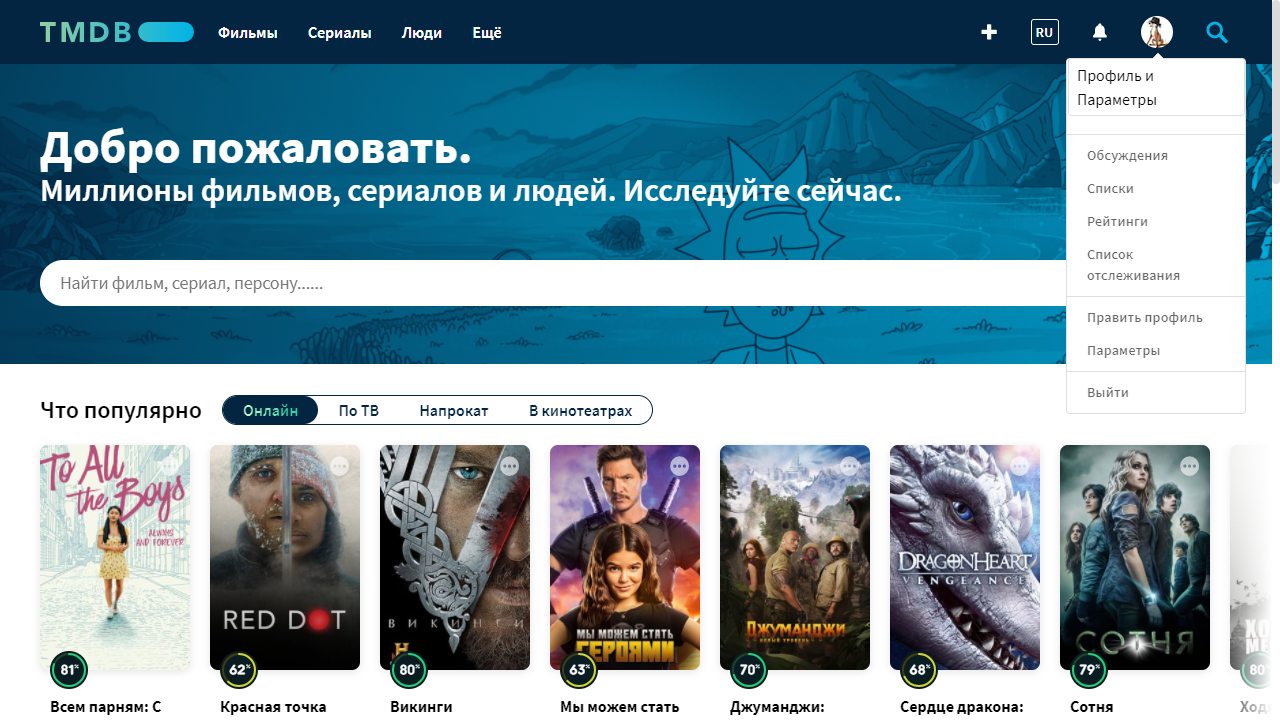 TMDB
Фильмы
Сериалы
Люди
Ещё
RU
Профиль и
Параметры
Обсуждения
Списки
Рейтинги
Список
отслеживания
Править профиль
Параметры
Выйти
Добро пожаловать.
Миллионы фильмов, сериалов и людей. Исследуйте сейчас.
Найти фильм, сериал, персону......
Что популярно
Онлайн
По ТВ
Напрокат
В кинотеатрах
To All
the Boys
ALWAYS
AND FOREVER
RED DOT
ВИКИНГИ
МЫ МОЖЕМ СТАТЬ
ГЕРОЯМИ
ДЖУМАНДЖИ
НОВЫЙ УРОВЕНЬ
DRAGONHEART
VENGEANCE
СОТНЯ
81%
62%
80%
63%
70%
68%
79%
80
Всем парням: С
Красная точка
Викинги
Мы можем стать
Джуманджи:
Сердце дракона:
Сотня